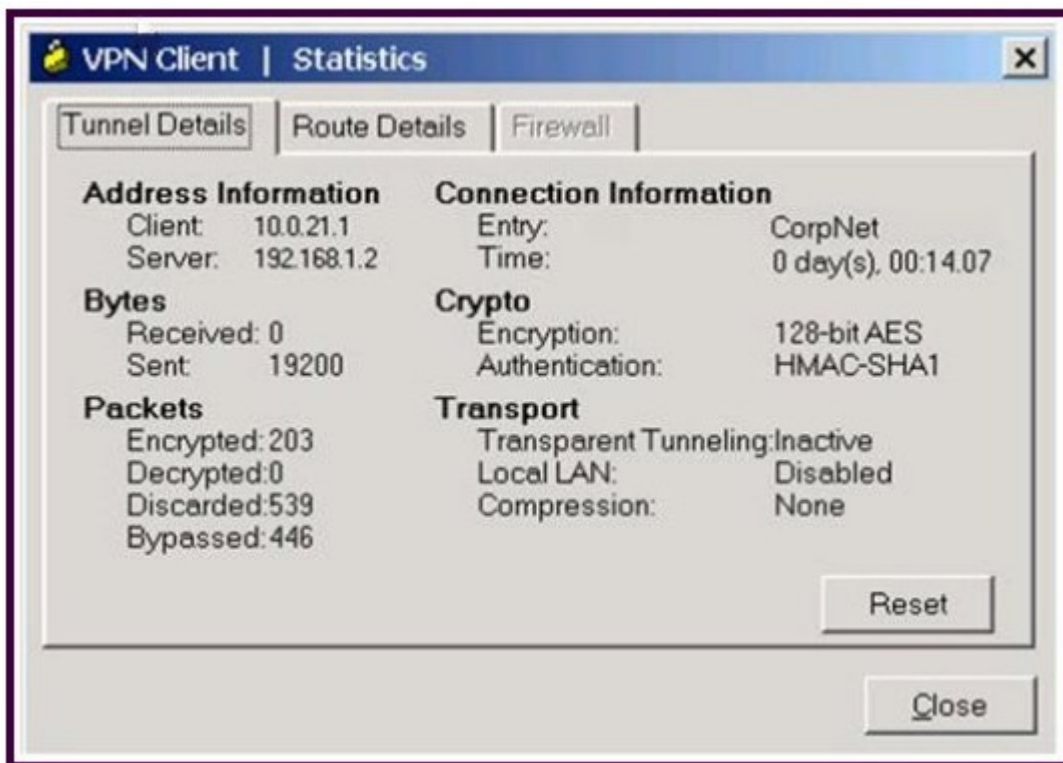 VPN Client | Statistics
Tunnel Details
Route Details
Firewall
Address Information
Client: 10.0.21.1
Server: 192.168.1.2
Bytes
Received: 0
Sent: 19200
Packets
Encrypted: 203
Decrypted:0
Discarded:539
Bypassed: 446
Connection Information
Entry: CorpNet
Time: 0 day(s), 00:14.07
Crypto
Encryption: 128-bit AES
Authentication: HMAC-SHA1
Transport
Transparent Tunneling:Inactive
Local LAN: Disabled
Compression: None
Reset
Close